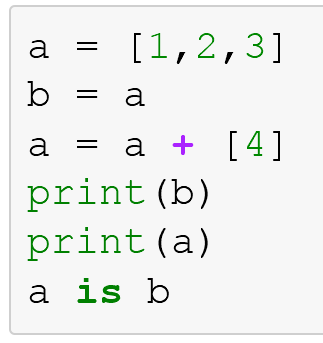 a = [1,2,3]
b = a
a = a + [4]
print(b)
print(a)
a is b